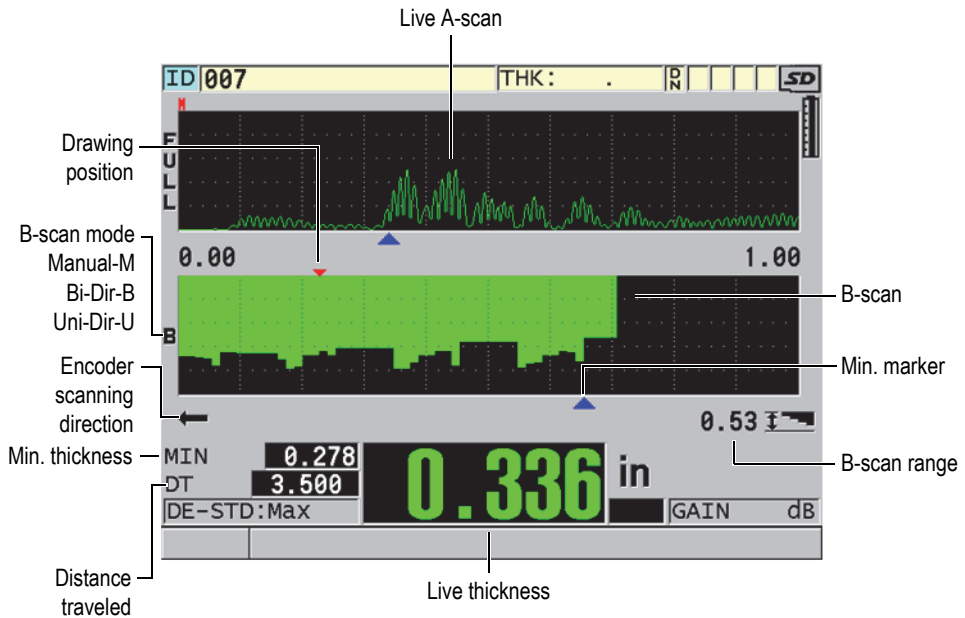 Live A-scan
ID 007 THK: . DN SD
M
FULL
Drawing
position
0.00 1.00
B-scan mode
Manual-M
Bi-Dir-B
Uni-Dir-U
B
B-scan
Encoder
scanning
direction
Min. marker
0.53
Min. thickness
MIN 0.278
0.336 in
B-scan range
DT 3.500
DE-STD:Max
GAIN dB
Distance
traveled
Live thickness